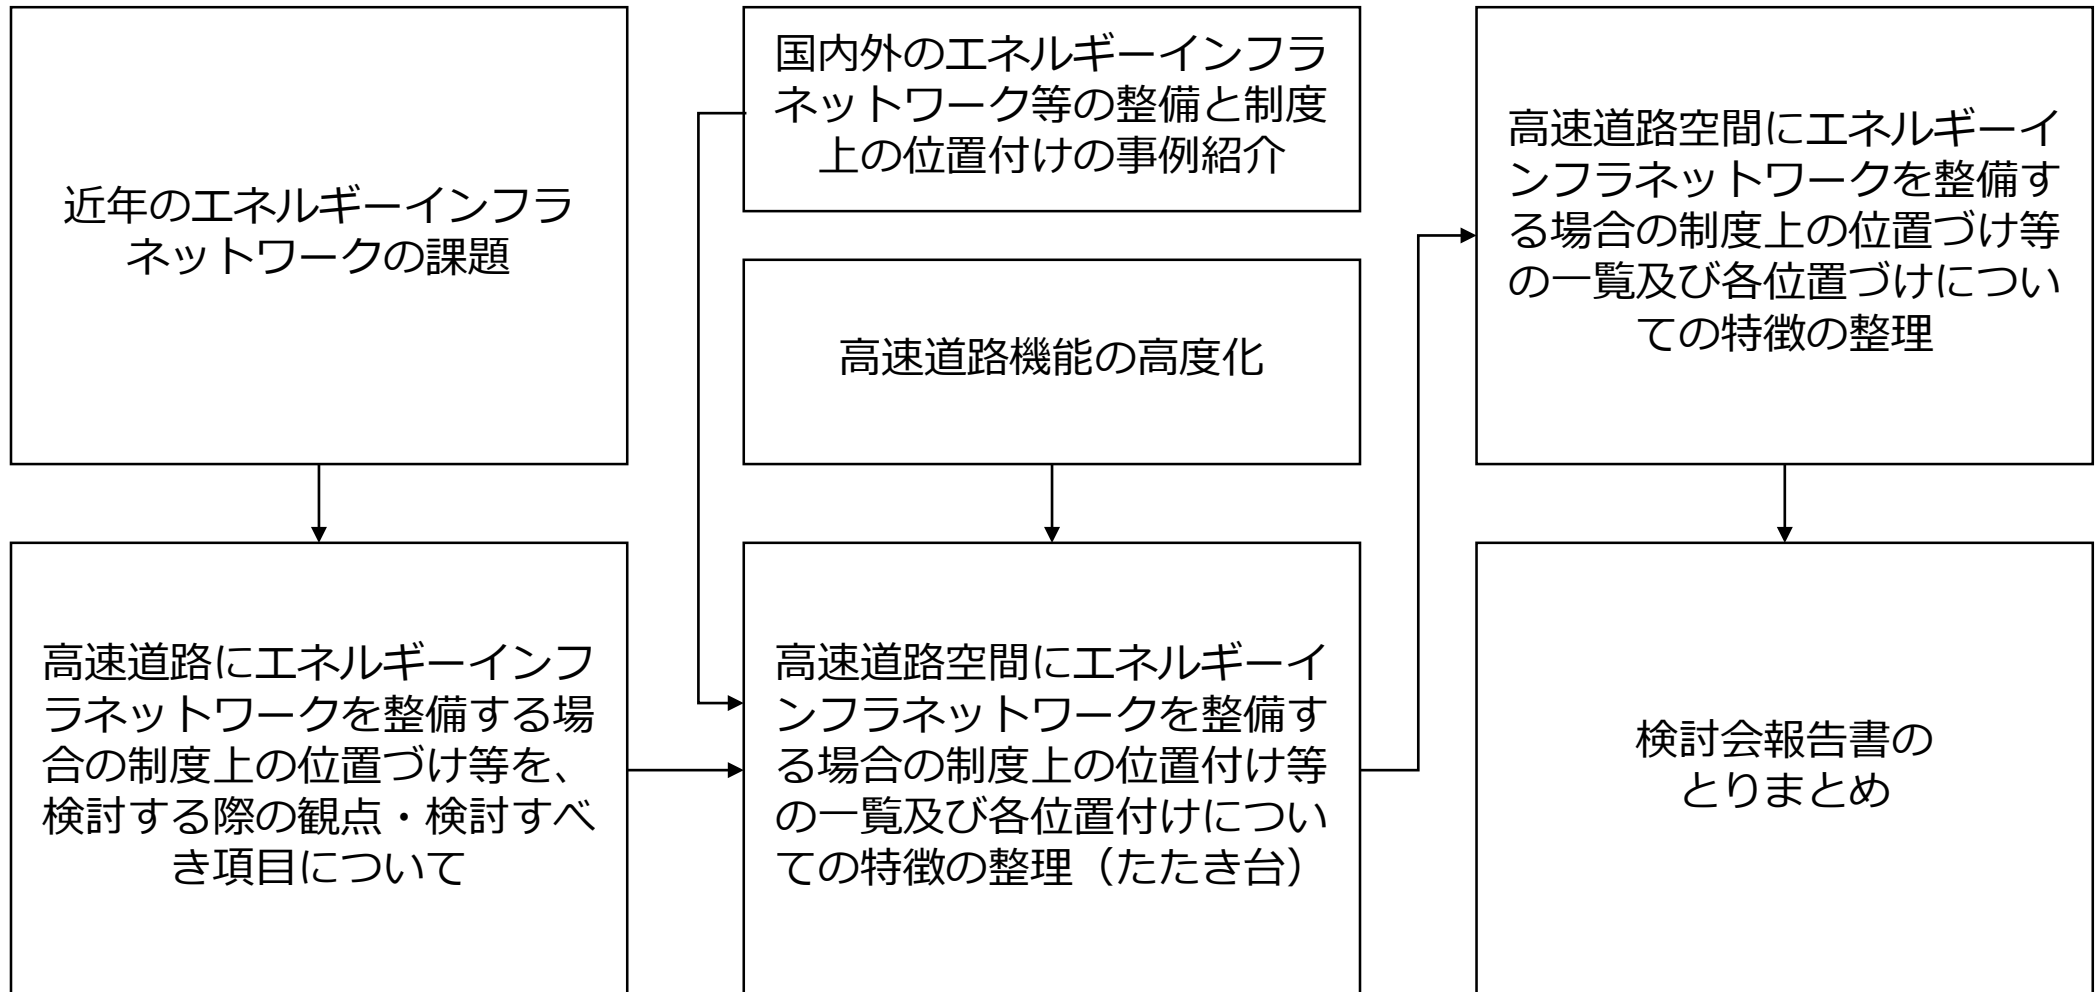 近年のエネルギーインフラ
ネットワークの課題
高速道路にエネルギーインフ
ラネットワークを整備する場
合の制度上の位置づけ等を、
検討する際の観点・検討すべ
き項目について
国内外のエネルギーインフラ
ネットワーク等の整備と制度
上の位置付けの事例紹介
高速道路機能の高度化
高速道路空間にエネルギーイ
ンフラネットワークを整備す
る場合の制度上の位置付け等
の一覧及び各位置付けについ
ての特徴の整理（たたき台）
高速道路空間にエネルギーイ
ンフラネットワークを整備す
る場合の制度上の位置づけ等
の一覧及び各位置づけについ
ての特徴の整理
検討会報告書の
とりまとめ